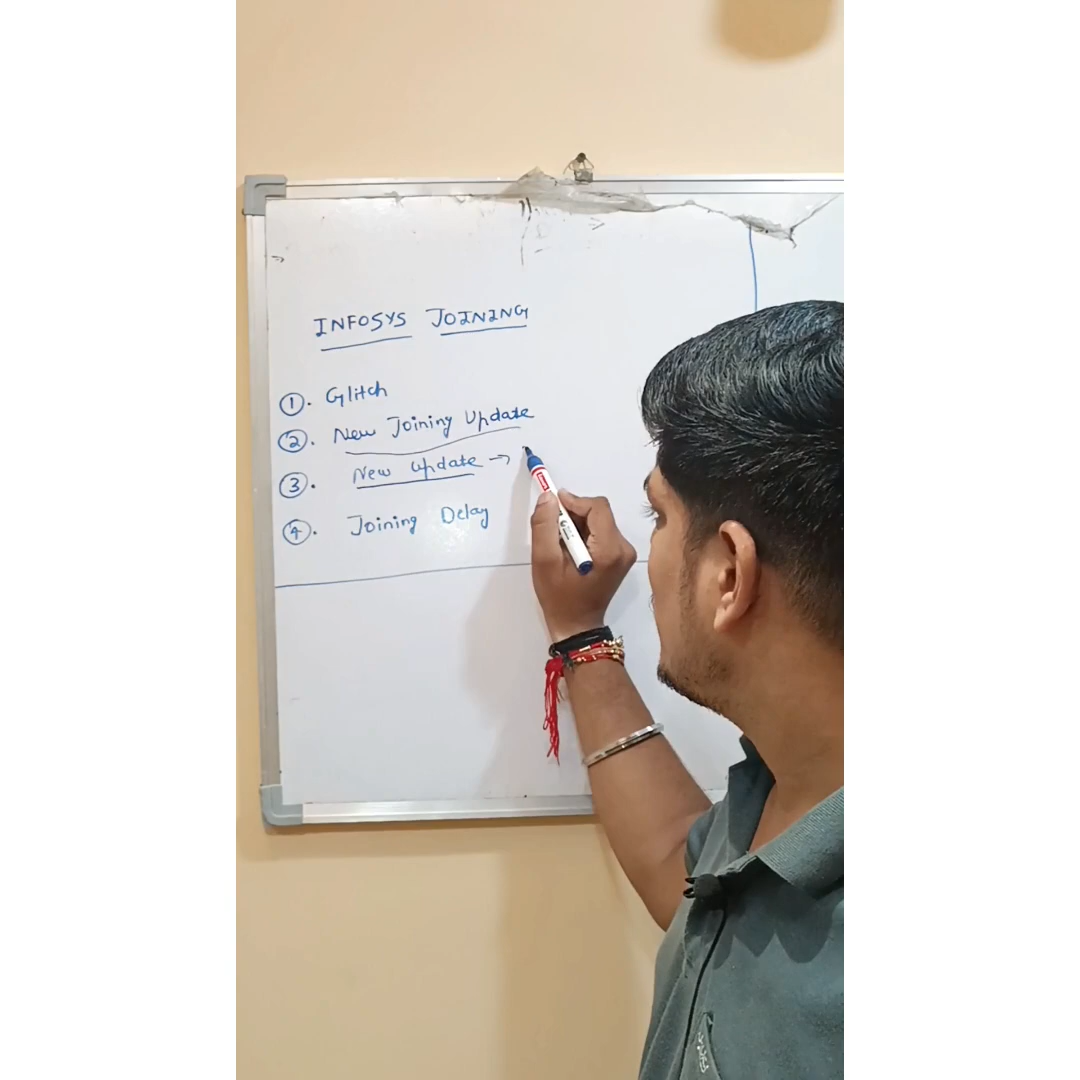 INFOSYS JOINING
①. Glitch
②. New Joining Update
③. New update →
④. Joining Delay